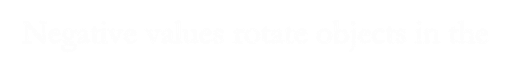 Negative values rotate objects in the